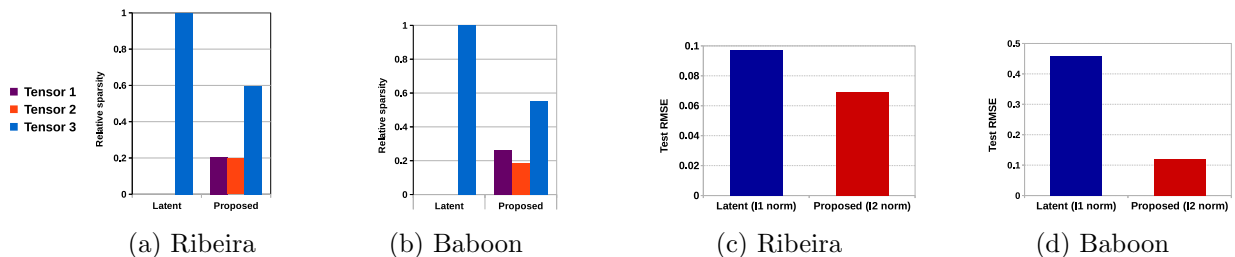 Tensor 1
Tensor 2
Tensor 3
Relative sparsity
1
0.8
0.6
0.4
0.2
0
Latent Proposed
(a) Ribeira
Relative sparsity
1
0.8
0.6
0.4
0.2
0
Latent Proposed
(b) Baboon
Test RMSE
0.1
0.08
0.06
0.04
0.02
0
Latent (l1 norm) Proposed (l2 norm)
(c) Ribeira
Test RMSE
0.5
0.4
0.3
0.2
0.1
0
Latent (l1 norm) Proposed (l2 norm)
(d) Baboon